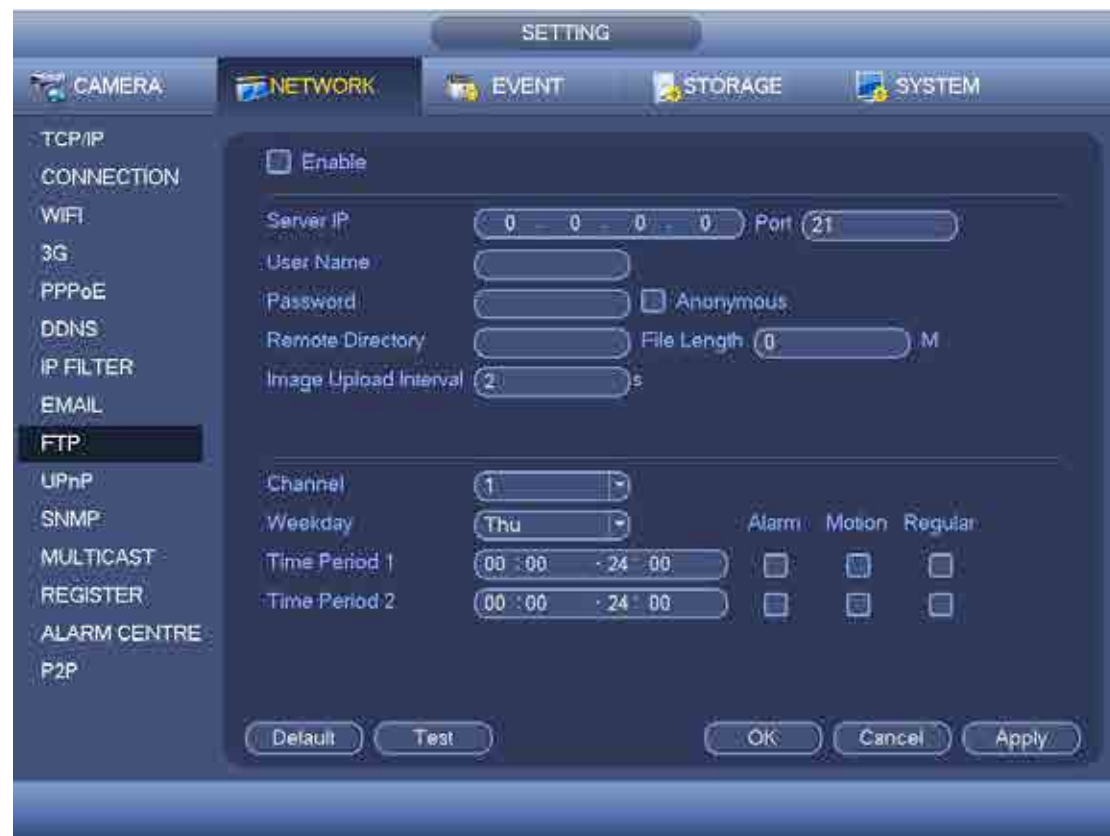 SETTING
CAMERA NETWORK EVENT STORAGE SYSTEM
TCP/IP
CONNECTION
WIFI
3G
PPPoE
DDNS
IP FILTER
EMAIL
FTP
UPnP
SNMP
MULTICAST
REGISTER
ALARM CENTRE
P2P
Enable
Server IP 0 . 0 . 0 . 0 Port 21
User Name
Password Anonymous
Remote Directory File Length 0 M
Image Upload Interval 2 s
Channel 1
Weekday Thu Alarm Motion Regular
Time Period 1 00 : 00 - 24 : 00
Time Period 2 00 : 00 - 24 : 00
Default Test OK Cancel Apply